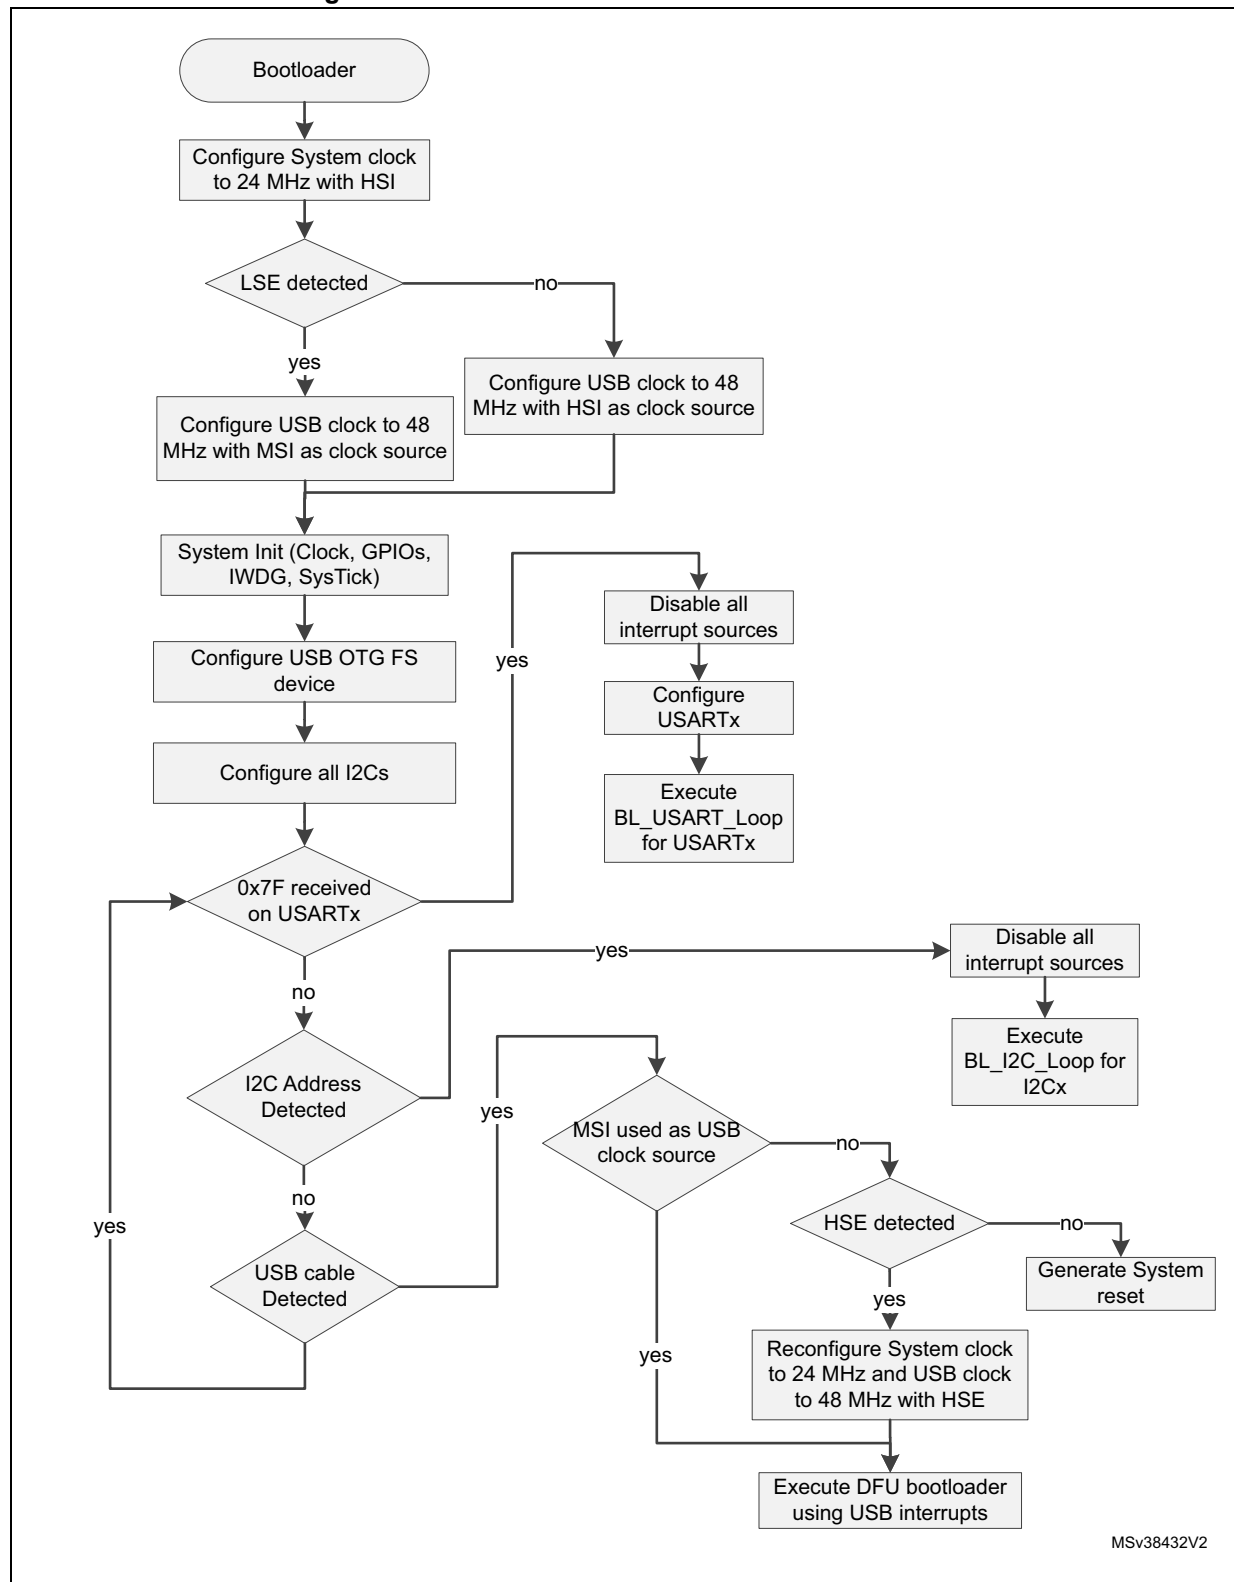 Bootloader
Configure System clock
to 24 MHz with HSI
LSE detected
no
yes
Configure USB clock to 48
MHz with HSI as clock source
Configure USB clock to 48
MHz with MSI as clock source
System Init (Clock, GPIOs,
IWDG, SysTick)
Disable all
interrupt sources
yes
Configure USB OTG FS
device
Configure
USARTx
Configure all I2Cs
Execute
BL_USART_Loop
for USARTx
0x7F received
on USARTx
yes
Disable all
interrupt sources
no
Execute
BL_I2C_Loop for
I2Cx
I2C Address
Detected
yes
MSI used as USB
clock source
no
no
yes
HSE detected
no
USB cable
Detected
Generate System
reset
yes
yes
Reconfigure System clock
to 24 MHz and USB clock
to 48 MHz with HSE
Execute DFU bootloader
using USB interrupts
MSv38432V2